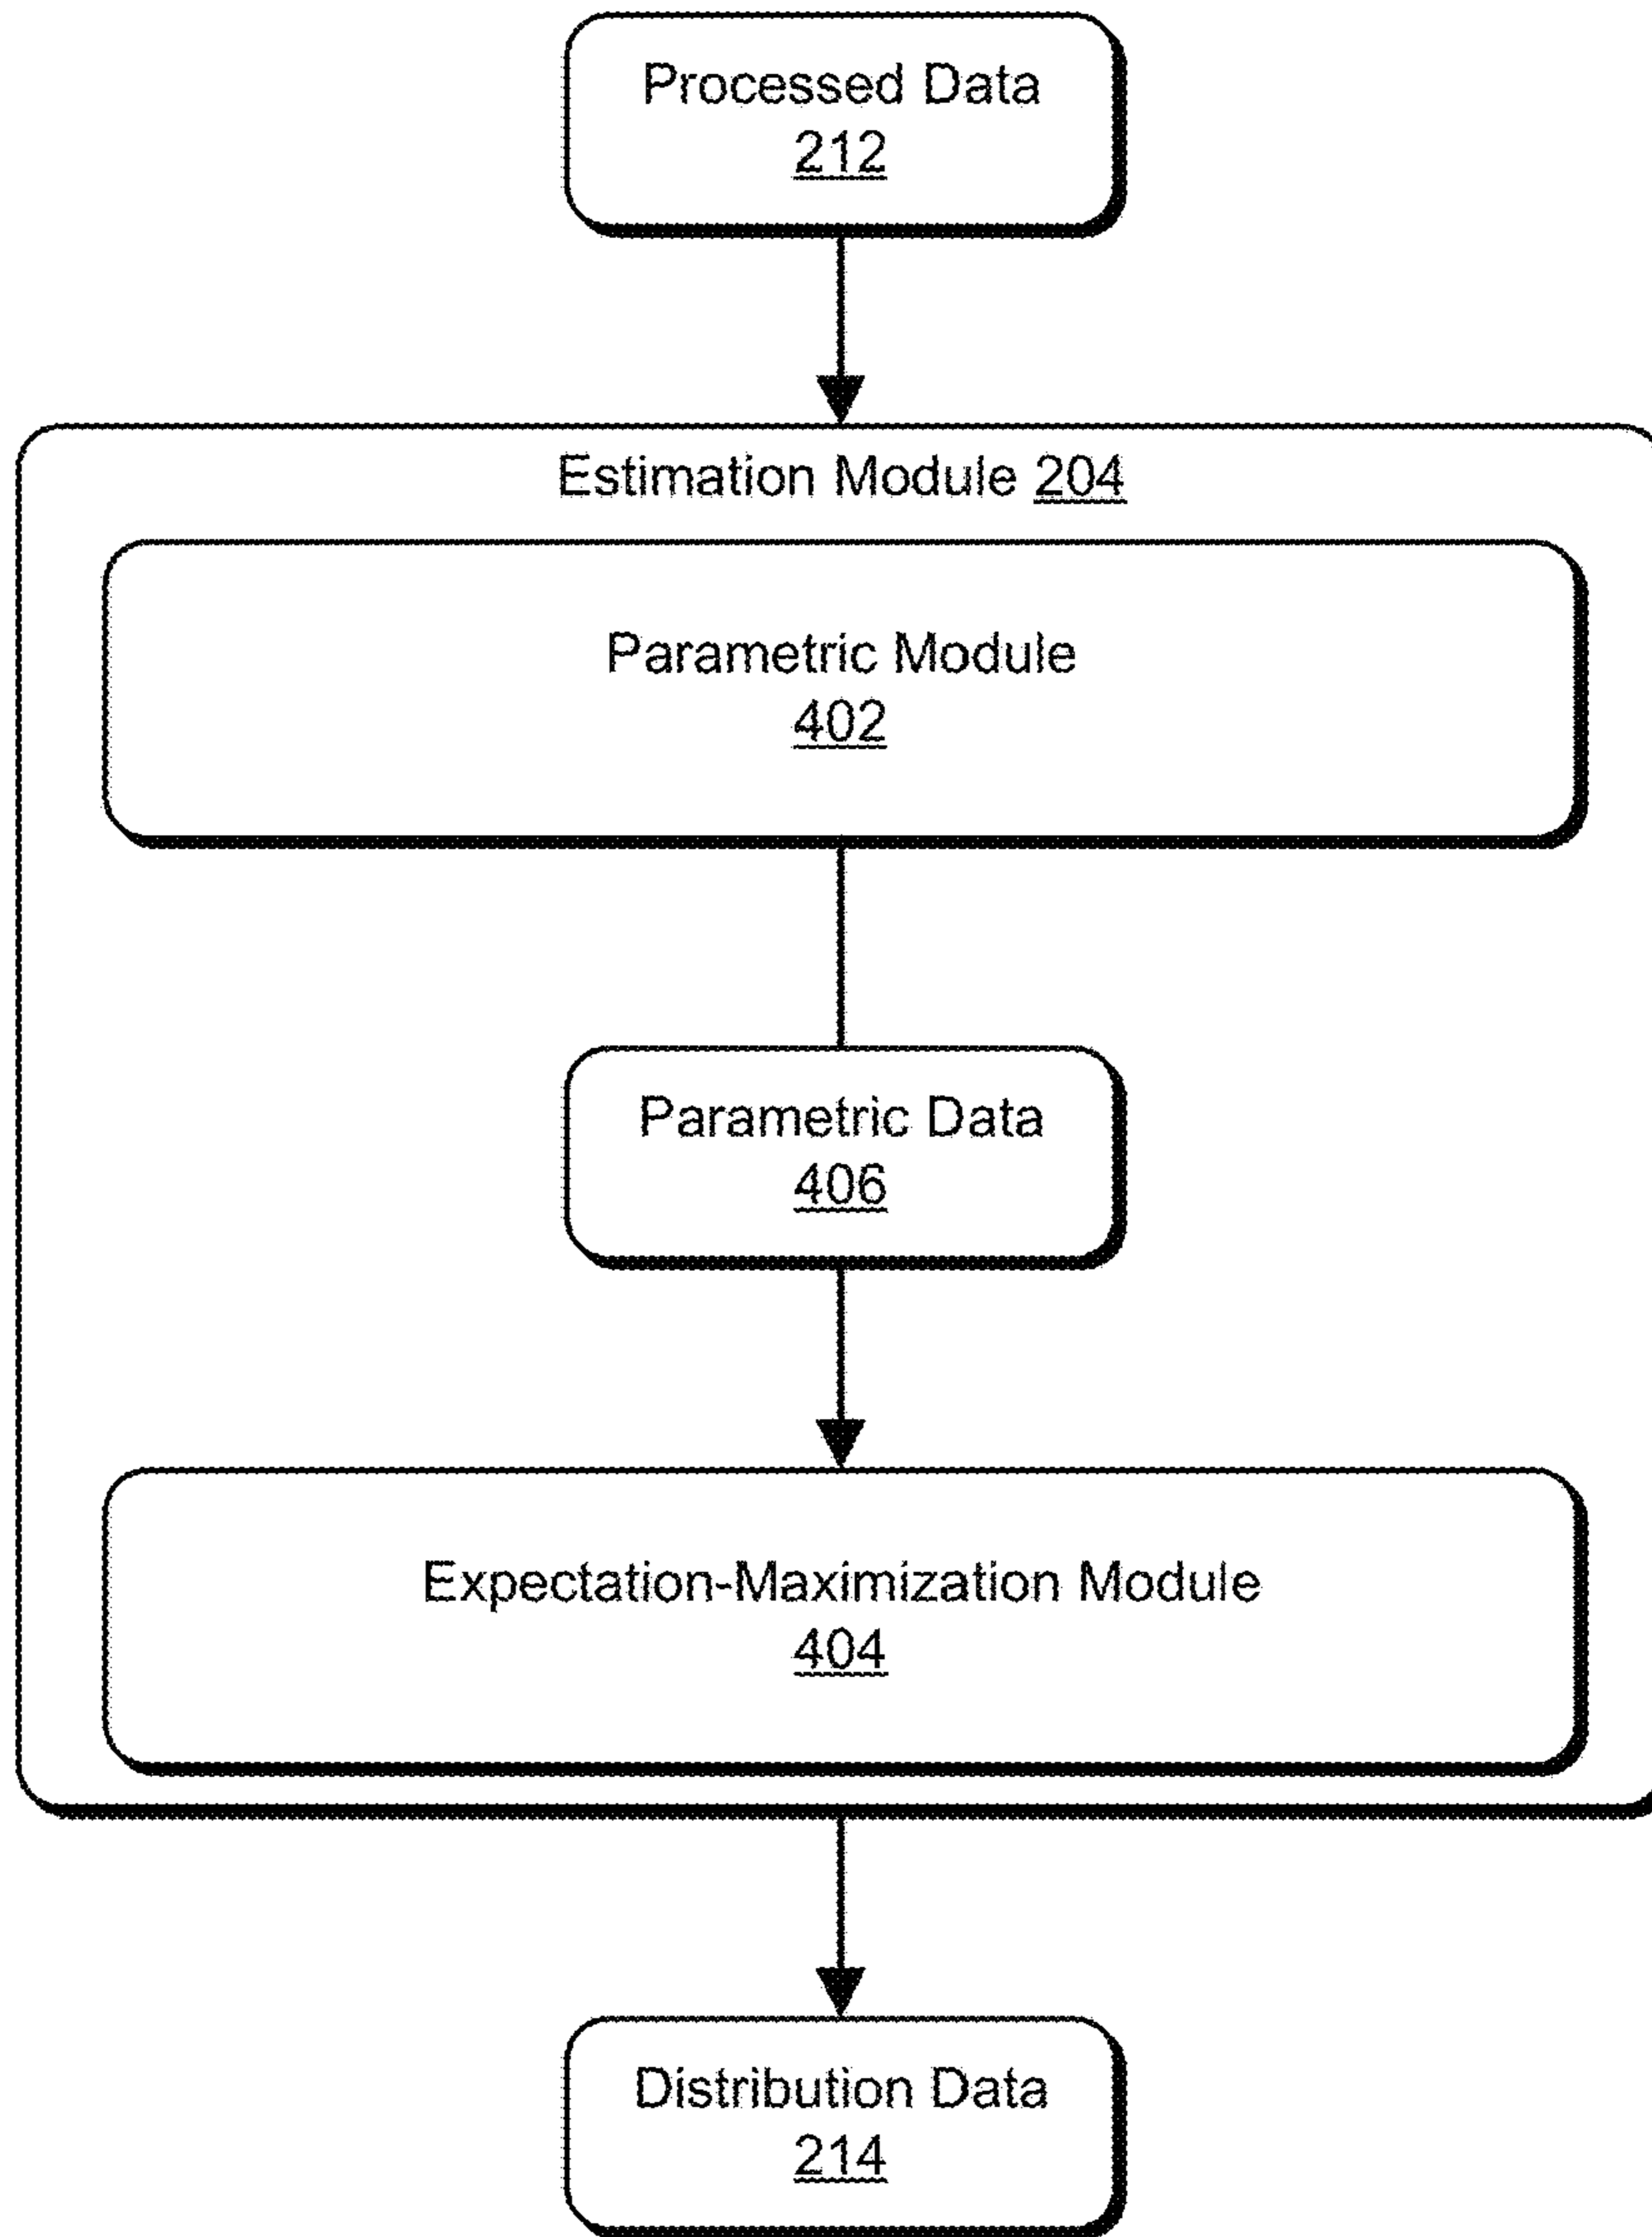 Processed Data
212
Estimation Module 204
Parametric Module
402
Parametric Data
406
Expectation-Maximization Module
404
Distribution Data
214